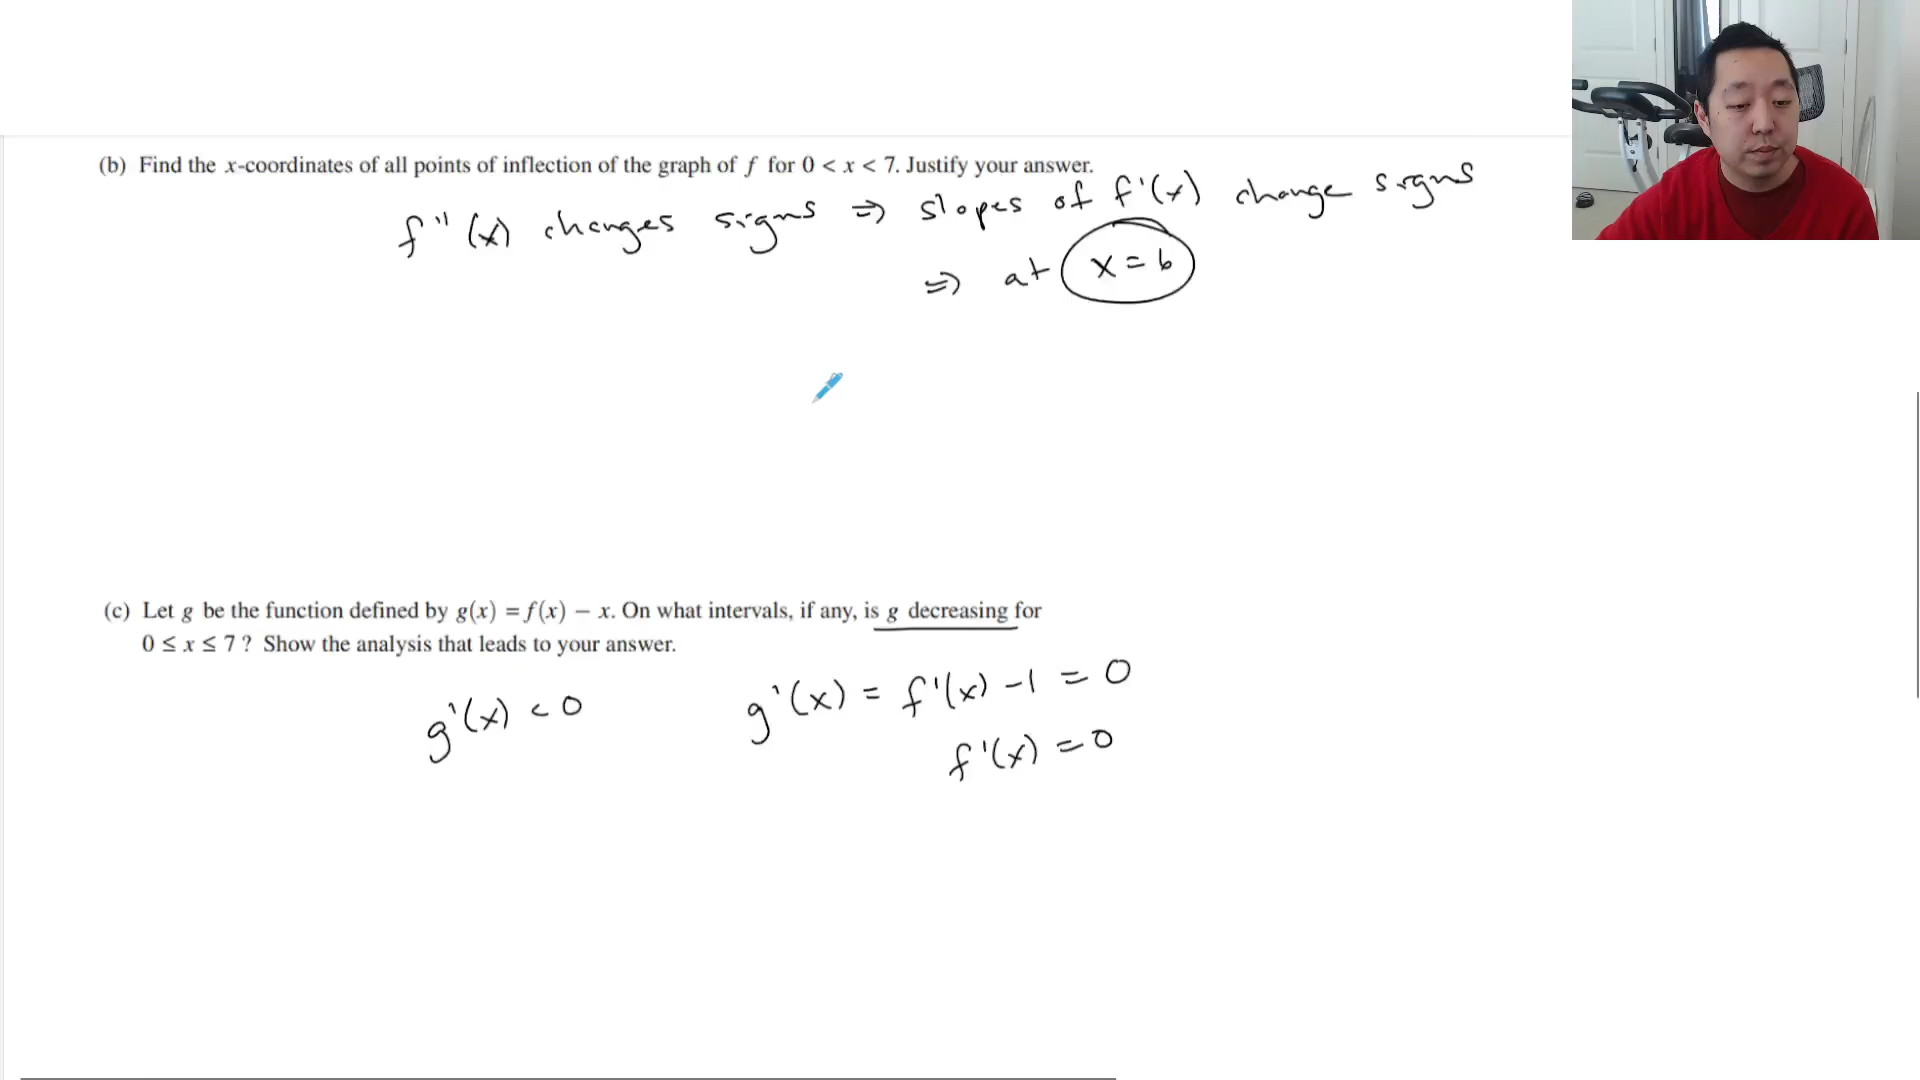 (b) Find the x-coordinates of all points of inflection of the graph of f for 0 < x < 7. Justify your answer.
f''(x) changes signs ⇒ slopes of f'(x) change signs
⇒ at x = 6
(c) Let g be the function defined by g(x) = f(x) − x. On what intervals, if any, is g decreasing for
0 ≤ x ≤ 7 ? Show the analysis that leads to your answer.
g'(x) < 0
g'(x) = f'(x) - 1 = 0
f'(x) = 0